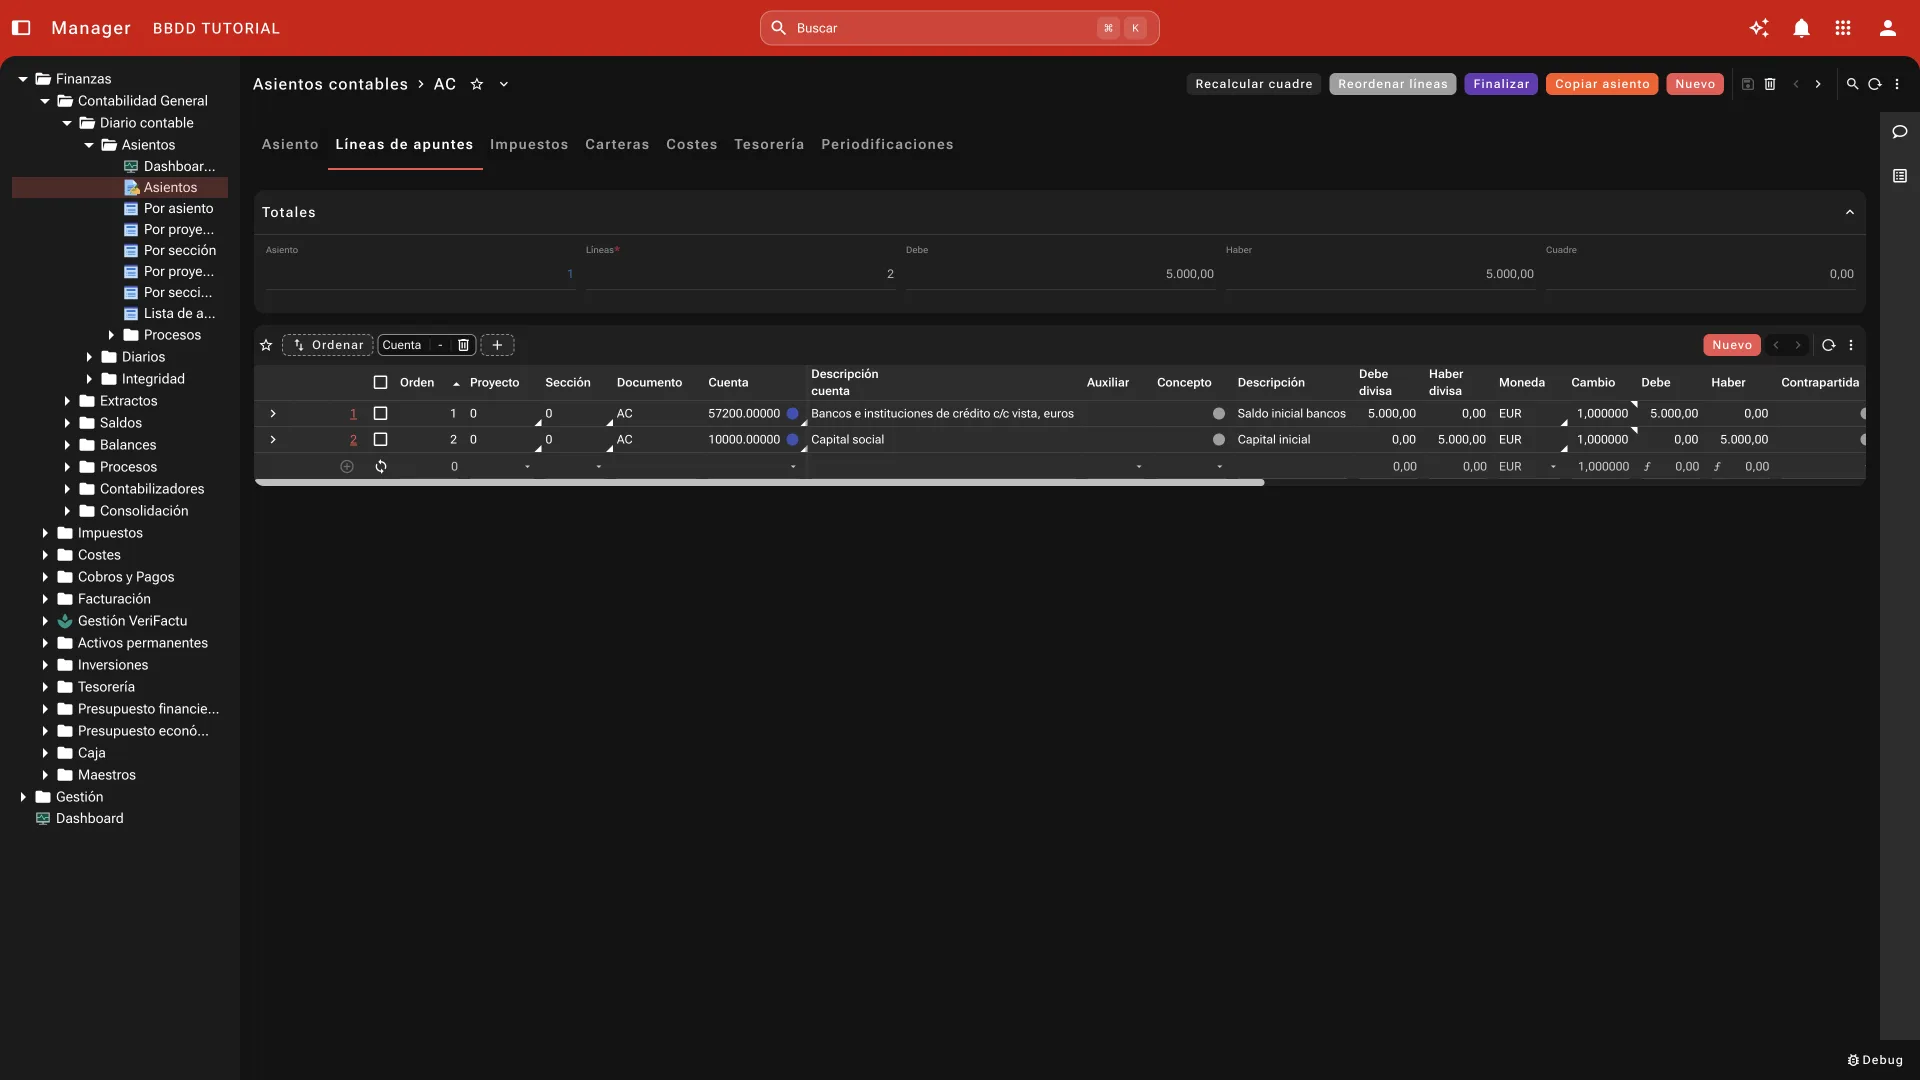 Manager
BBDD TUTORIAL
Buscar
⌘ K
Finanzas
Contabilidad General
Diario contable
Asientos
Dashboar...
Asientos
Por asiento
Por proye...
Por sección
Por proye...
Por secci...
Lista de a...
Procesos
Diarios
Integridad
Extractos
Saldos
Balances
Procesos
Contabilizadores
Consolidación
Impuestos
Costes
Cobros y Pagos
Facturación
Gestión VeriFactu
Activos permanentes
Inversiones
Tesorería
Presupuesto financie...
Presupuesto econó...
Caja
Maestros
Gestión
Dashboard
Asientos contables › AC
Recalcular cuadre
Reordenar líneas
Finalizar
Copiar asiento
Nuevo
Asiento Líneas de apuntes Impuestos Carteras Costes Tesorería Periodificaciones
Totales
Asiento Líneas* Debe Haber Cuadre
1 2 5.000,00 5.000,00 0,00
Ordenar Cuenta - +
Nuevo
Orden Proyecto Sección Documento Cuenta Descripción cuenta Auxiliar Concepto Descripción Debe divisa Haber divisa Moneda Cambio Debe Haber Contrapartida
1 1 0 0 AC 57200.00000 Bancos e instituciones de crédito c/c vista, euros Saldo inicial bancos 5.000,00 0,00 EUR 1,000000 5.000,00 0,00
2 2 0 0 AC 10000.00000 Capital social Capital inicial 0,00 5.000,00 EUR 1,000000 0,00 5.000,00
0 0,00 0,00 EUR 1,000000 ƒ 0,00 ƒ 0,00
Debug